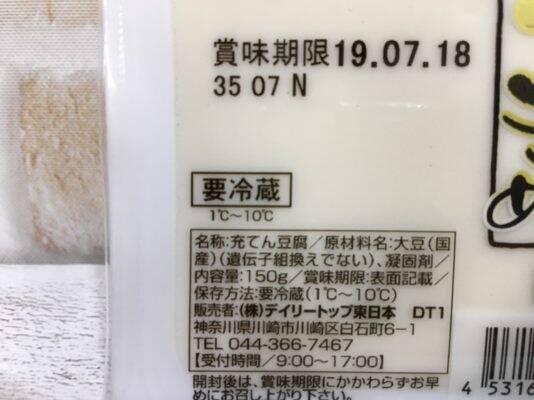 賞味期限19.07.18
35 07 N
要冷蔵
1℃〜10℃
名称:充てん豆腐/原材料名:大豆(国
産)(遺伝子組換えでない)、凝固剤/
内容量:150g/賞味期限:表面記載/
保存方法:要冷蔵(1℃〜10℃)
販売者:(株)デイリートップ東日本 DT1
神奈川県川崎市川崎区白石町6−1
TEL 044-366-7467
【受付時間/9:00〜17:00】
開封後は、賞味期限にかかわらずお早
めにお召し上がり下さい。
4 5316